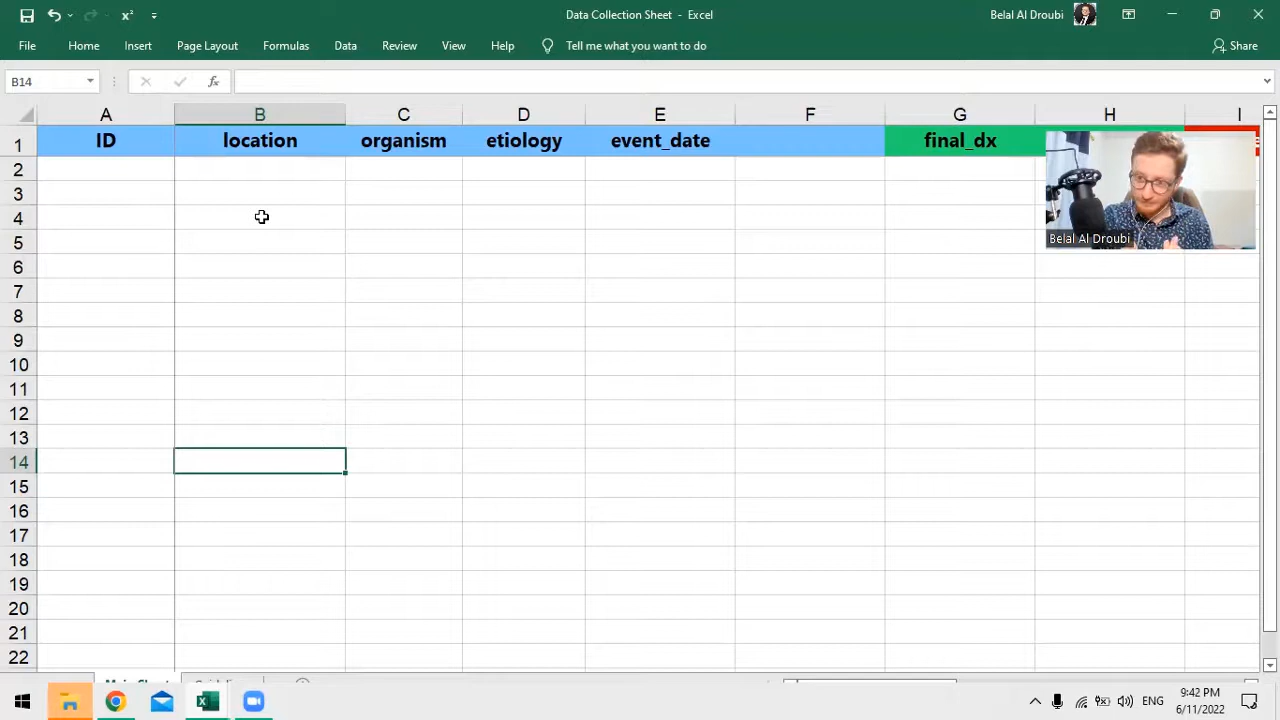 Data Collection Sheet - Excel
Belal Al Droubi
File Home Insert Page Layout Formulas Data Review View Help Tell me what you want to do Share
B14
fx
A B C D E F G H I
1 ID location organism etiology event_date final_dx
Belal Al Droubi
2
3
4
5
6
7
8
9
10
11
12
13
14
15
16
17
18
19
20
21
22
ENG
9:42 PM
6/11/2022